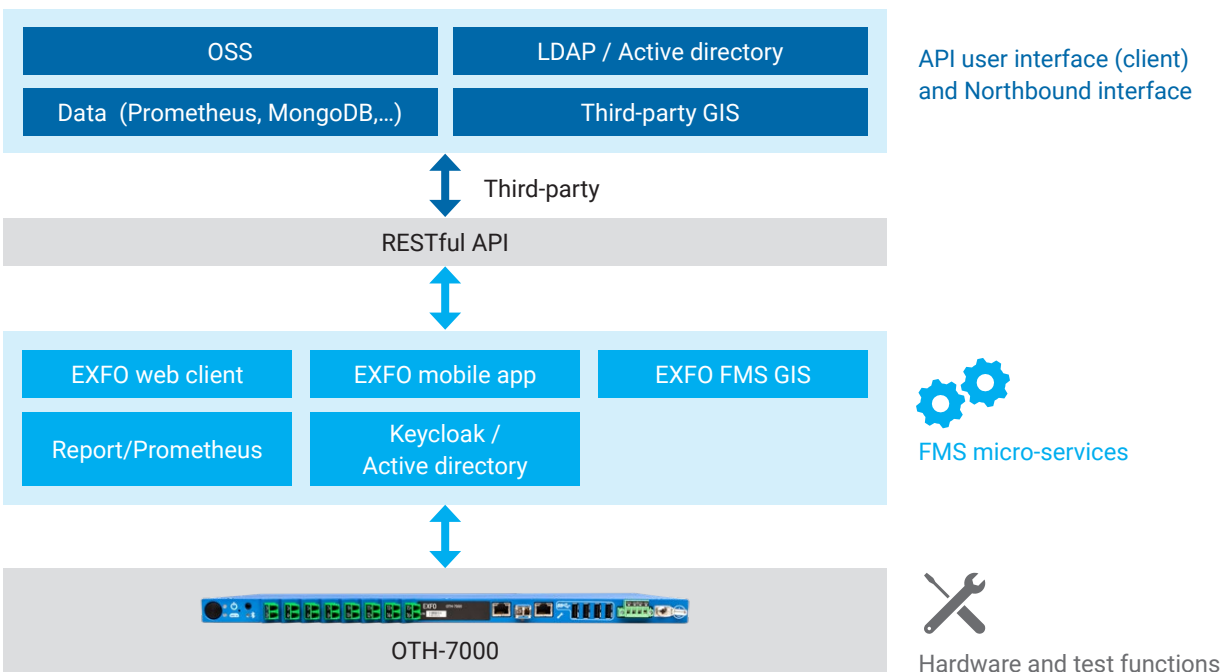 OSS
LDAP / Active directory
API user interface (client)
and Northbound interface
Data (Prometheus, MongoDB,...)
Third-party GIS
Third-party
RESTful API
EXFO web client
EXFO mobile app
EXFO FMS GIS
Report/Prometheus
Keycloak /
Active directory
FMS micro-services
EXFO
OTH-7000
OTH-7000
Hardware and test functions